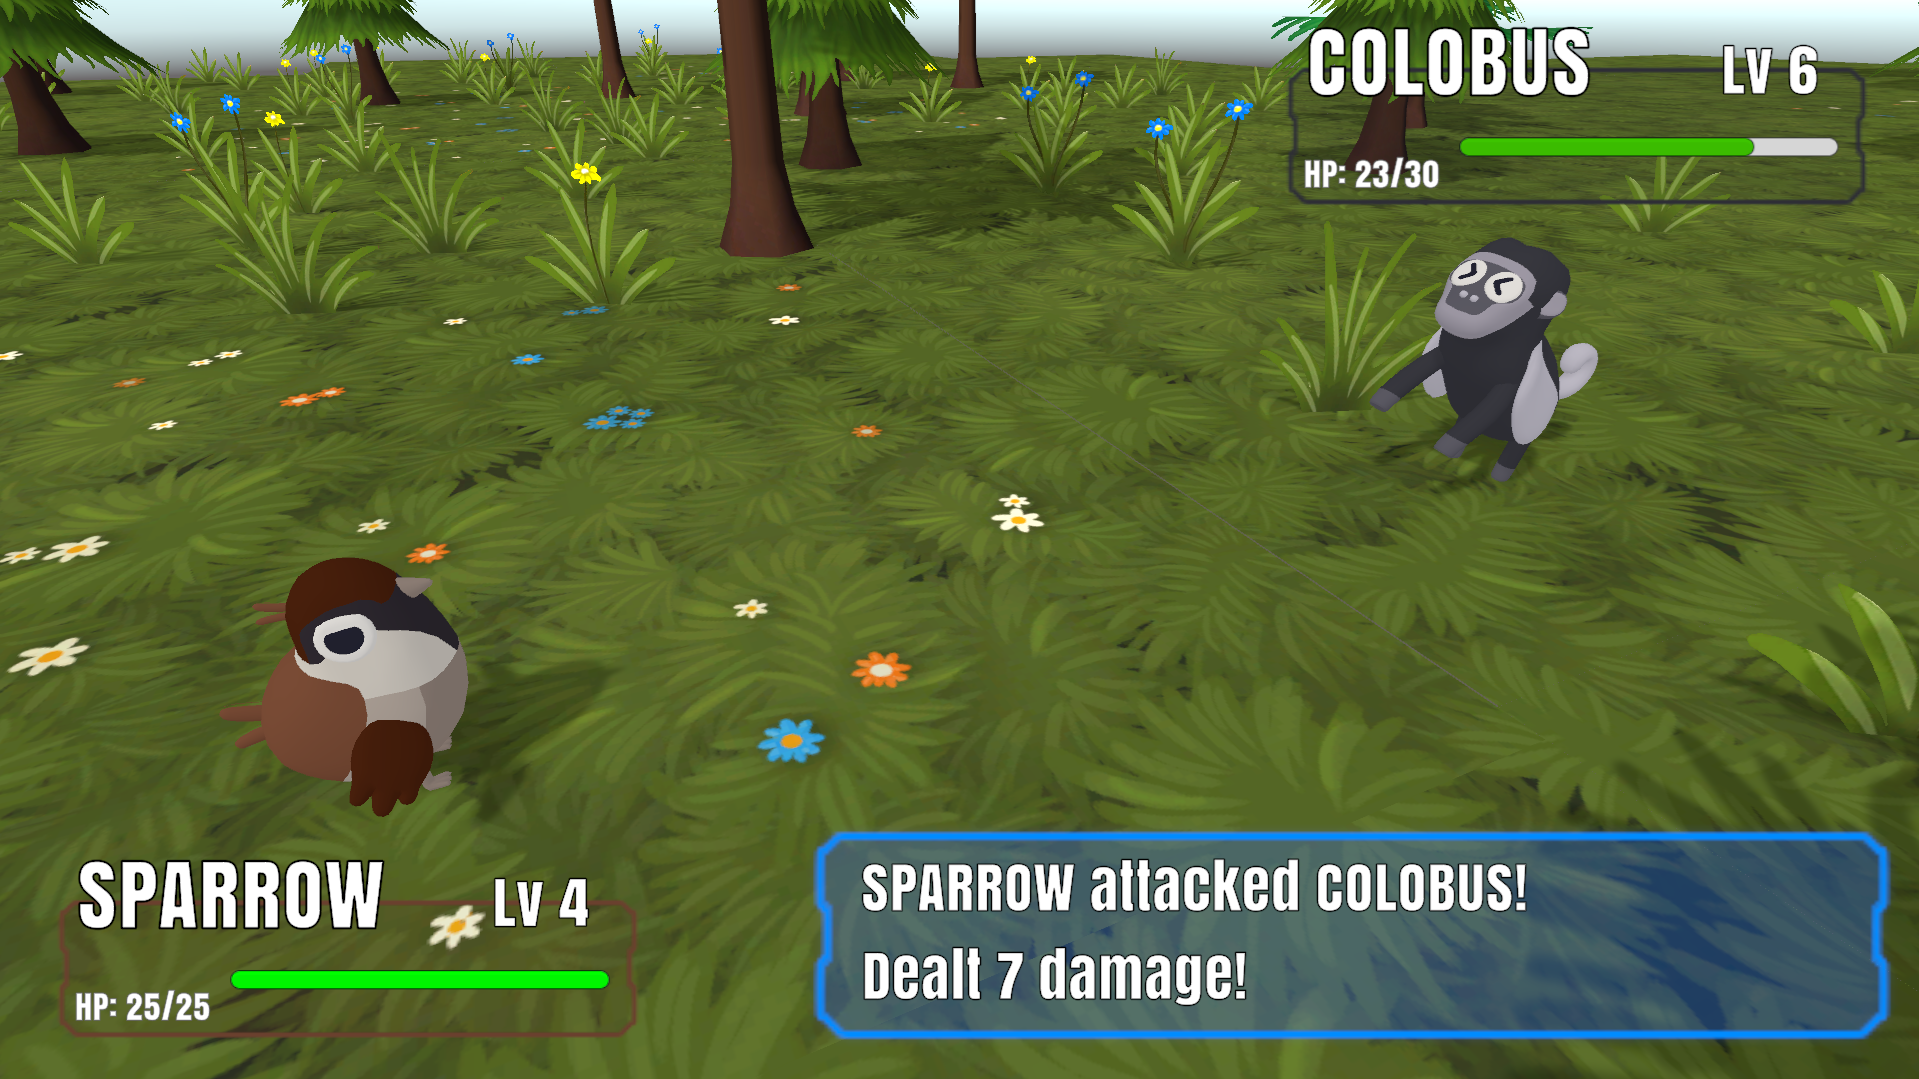 COLOBUS Lv 6
HP: 23/30
SPARROW Lv 4
HP: 25/25
SPARROW attacked COLOBUS!
Dealt 7 damage!